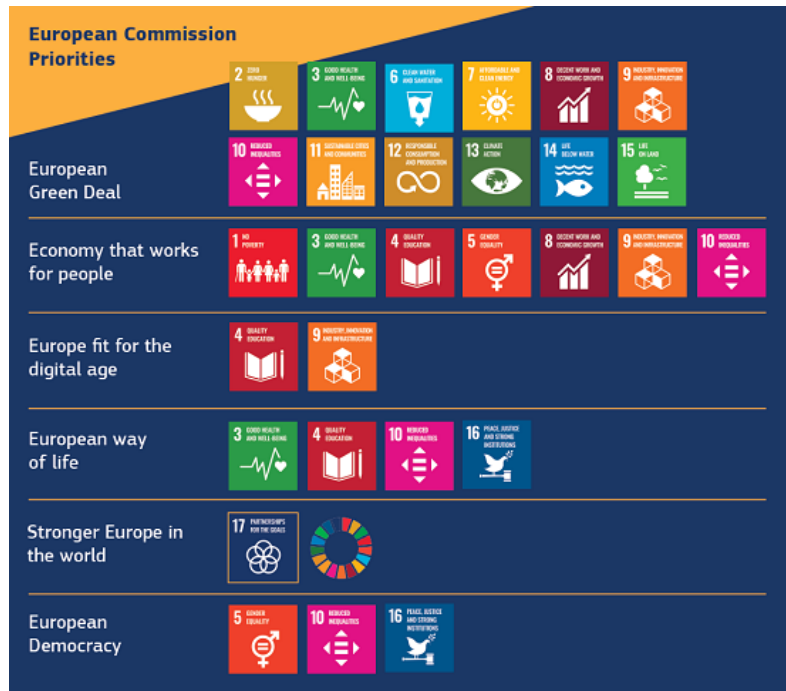 European Commission
Priorities
2 ZERO
HUNGER
3 GOOD HEALTH
AND WELL-BEING
6 CLEAN WATER
AND SANITATION
7 AFFORDABLE AND
CLEAN ENERGY
8 DECENT WORK AND
ECONOMIC GROWTH
9 INDUSTRY, INNOVATION
AND INFRASTRUCTURE
European
Green Deal
10 REDUCED
INEQUALITIES
11 SUSTAINABLE CITIES
AND COMMUNITIES
12 RESPONSIBLE
CONSUMPTION
AND PRODUCTION
13 CLIMATE
ACTION
14 LIFE
BELOW WATER
15 LIFE
ON LAND
Economy that works
for people
1 NO
POVERTY
3 GOOD HEALTH
AND WELL-BEING
4 QUALITY
EDUCATION
5 GENDER
EQUALITY
8 DECENT WORK AND
ECONOMIC GROWTH
9 INDUSTRY, INNOVATION
AND INFRASTRUCTURE
10 REDUCED
INEQUALITIES
Europe fit for the
digital age
4 QUALITY
EDUCATION
9 INDUSTRY, INNOVATION
AND INFRASTRUCTURE
European way
of life
3 GOOD HEALTH
AND WELL-BEING
4 QUALITY
EDUCATION
10 REDUCED
INEQUALITIES
16 PEACE, JUSTICE
AND STRONG
INSTITUTIONS
Stronger Europe in
the world
17 PARTNERSHIPS
FOR THE GOALS
European
Democracy
5 GENDER
EQUALITY
10 REDUCED
INEQUALITIES
16 PEACE, JUSTICE
AND STRONG
INSTITUTIONS